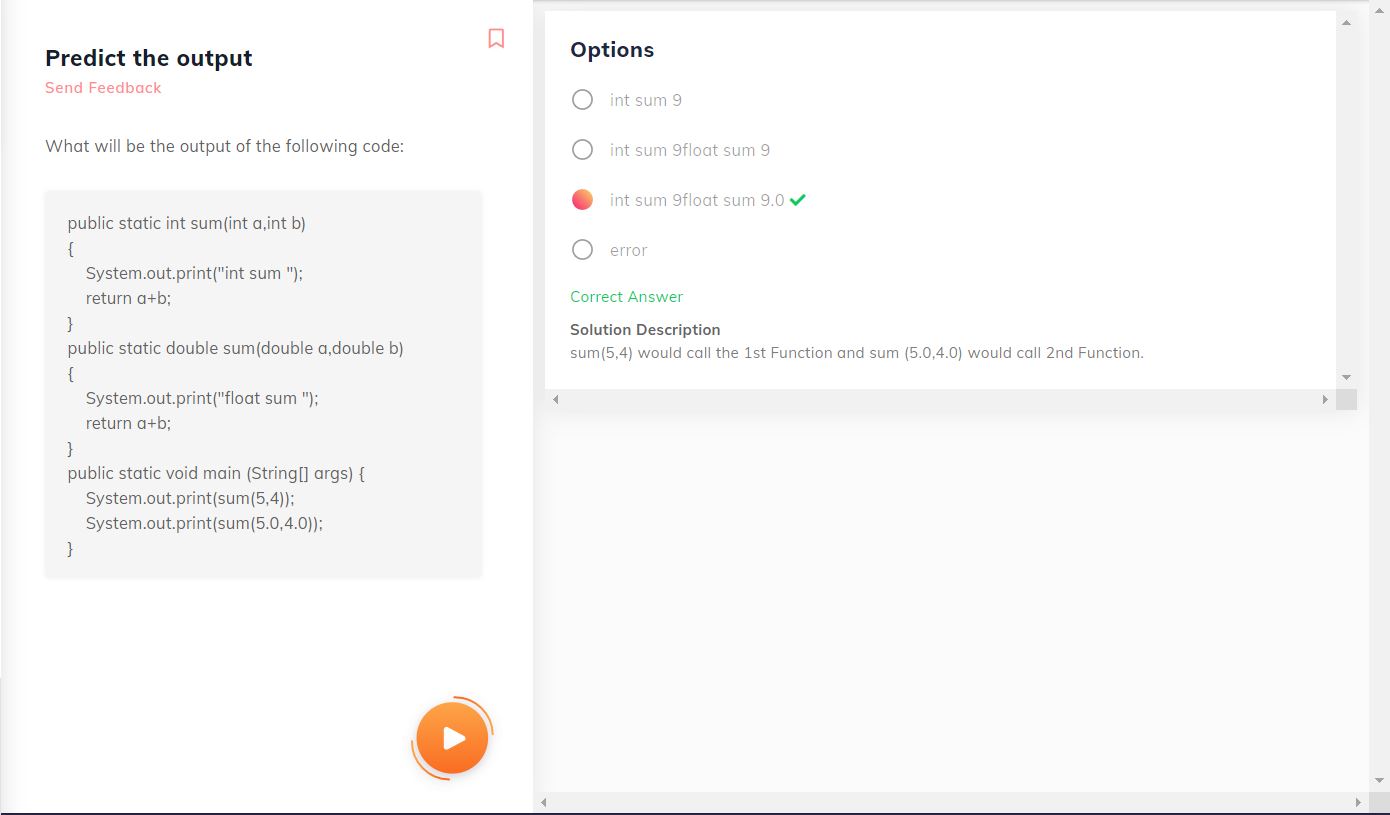 Predict the output
Send Feedback
What will be the output of the following code:
public static int sum(int a,int b)
{
    System.out.print("int sum ");
    return a+b;
}
public static double sum(double a,double b)
{
    System.out.print("float sum ");
    return a+b;
}
public static void main (String[] args) {
    System.out.print(sum(5,4));
    System.out.print(sum(5.0,4.0));
}
Options
int sum 9
int sum 9float sum 9
int sum 9float sum 9.0
error
Correct Answer
Solution Description
sum(5,4) would call the 1st Function and sum (5.0,4.0) would call 2nd Function.